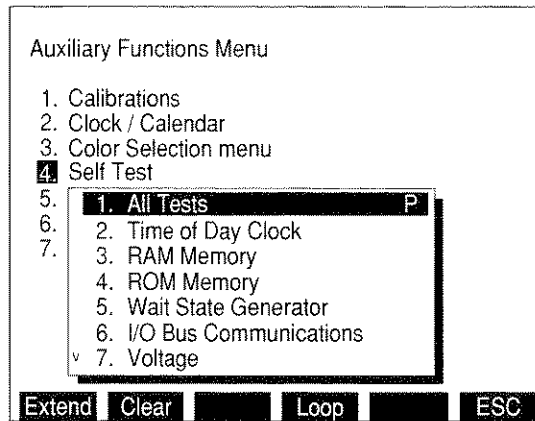 Auxiliary Functions Menu
1. Calibrations
2. Clock / Calendar
3. Color Selection menu
4. Self Test
5.
6.
7.
1. All Tests P
2. Time of Day Clock
3. RAM Memory
4. ROM Memory
5. Wait State Generator
6. I/O Bus Communications
v 7. Voltage
Extend Clear Loop ESC